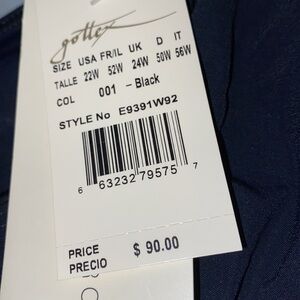 gottex
SIZE USA FR/IL UK D IT
TALLE 22W 52W 24W 50W 56W
COL 001 - Black
STYLE No E9391W92
6 63232 79575 7
PRICE
PRECIO $ 90.00